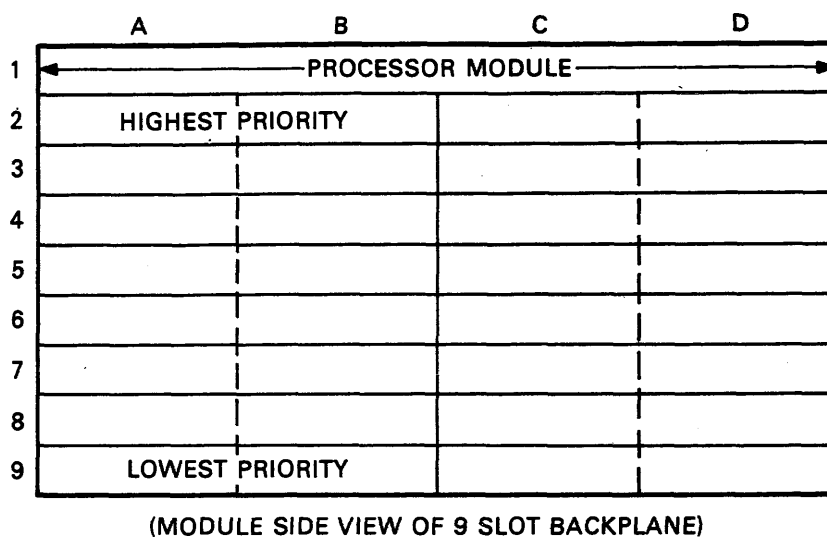 A B C D
1 PROCESSOR MODULE
2 HIGHEST PRIORITY
3
4
5
6
7
8
9 LOWEST PRIORITY
(MODULE SIDE VIEW OF 9 SLOT BACKPLANE)